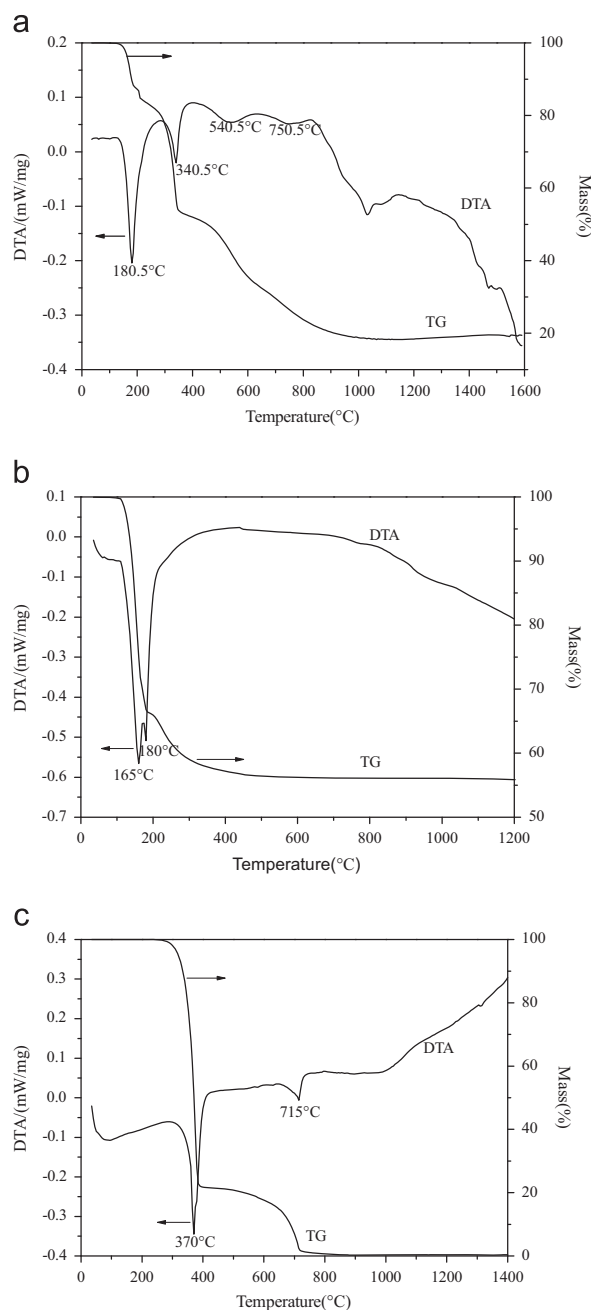 a
0.2
0.1
0.0
-0.1
-0.2
-0.3
-0.4
DTA/(mW/mg)
100
80
60
40
20
Mass(%)
180.5°C
340.5°C
540.5°C
750.5°C
DTA
TG
0 200 400 600 800 1000 1200 1400 1600
Temperature(°C)
b
0.1
0.0
-0.1
-0.2
-0.3
-0.4
-0.5
-0.6
-0.7
DTA/(mW/mg)
100
90
80
70
60
50
Mass(%)
DTA
180°C
165°C
TG
0 200 400 600 800 1000 1200
Temperature(°C)
c
0.4
0.3
0.2
0.1
0.0
-0.1
-0.2
-0.3
-0.4
DTA/(mW/mg)
100
80
60
40
20
0
Mass(%)
DTA
715°C
370°C
TG
0 200 400 600 800 1000 1200 1400
Temperature(°C)